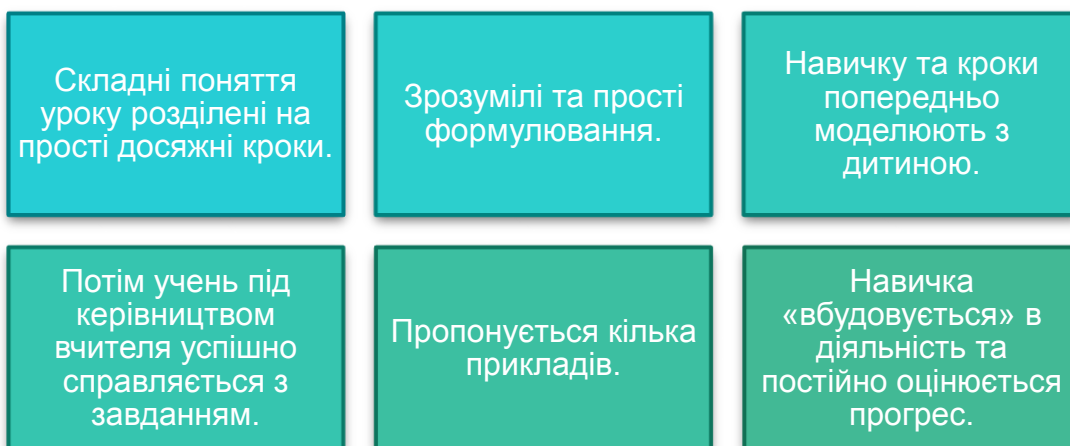 Складні поняття
уроку розділені на
прості досяжні кроки.
Зрозумілі та прості
формулювання.
Навичку та кроки
попередньо
моделюють з
дитиною.
Потім учень під
керівництвом
вчителя успішно
справляється з
завданням.
Пропонується кілька
прикладів.
Навичка
«вбудовується» в
діяльність та
постійно оцінюється
прогрес.